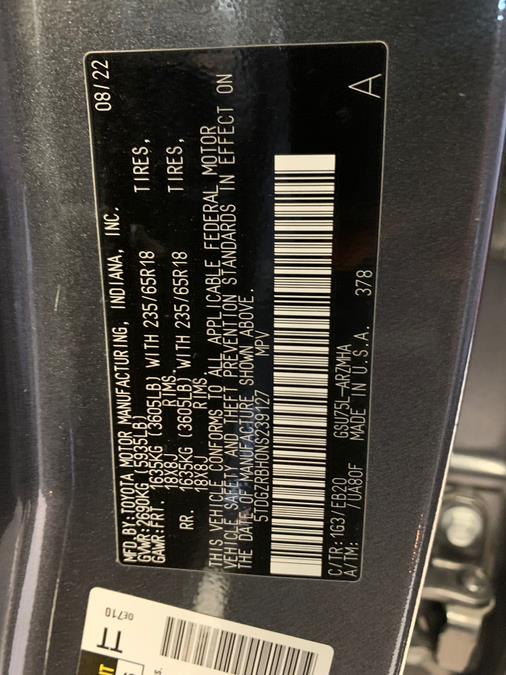 MFD.BY:TOYOTA MOTOR MANUFACTURING, INDIANA, INC. 08/22
GVWR:2690KG (5935LB)
GAWR:FRT. 1635KG (3605LB) WITH 235/65R18 TIRES,
18X8J RIMS.
RR. 1635KG (3605LB) WITH 235/65R18 TIRES,
18X8J RIMS.
THIS VEHICLE CONFORMS TO ALL APPLICABLE FEDERAL MOTOR
VEHICLE SAFETY AND THEFT PREVENTION STANDARDS IN EFFECT ON
THE DATE OF MANUFACTURE SHOWN ABOVE.
5TDGZRBH0NS239127 MPV
C/TR:1G3/EB20 GSU75L-ARZMHA
A/TM: /UA80F MADE IN U.S.A. 378 A
TT
0E710